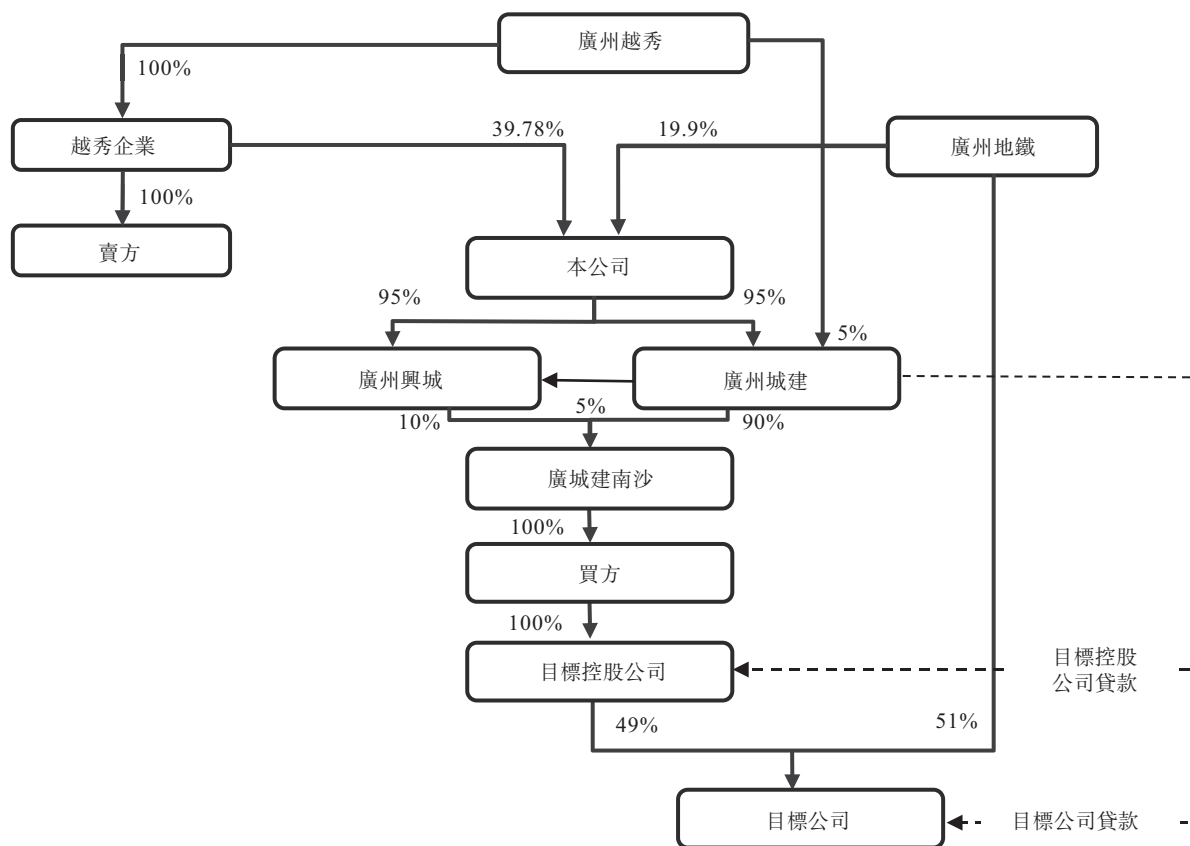 廣州越秀
100%
越秀企業
39.78%
19.9%
廣州地鐵
100%
賣方
本公司
95%
95%
5%
廣州興城
廣州城建
10%
5%
90%
廣城建南沙
100%
買方
100%
目標控股公司
目標控股
公司貸款
49%
51%
目標公司
目標公司貸款